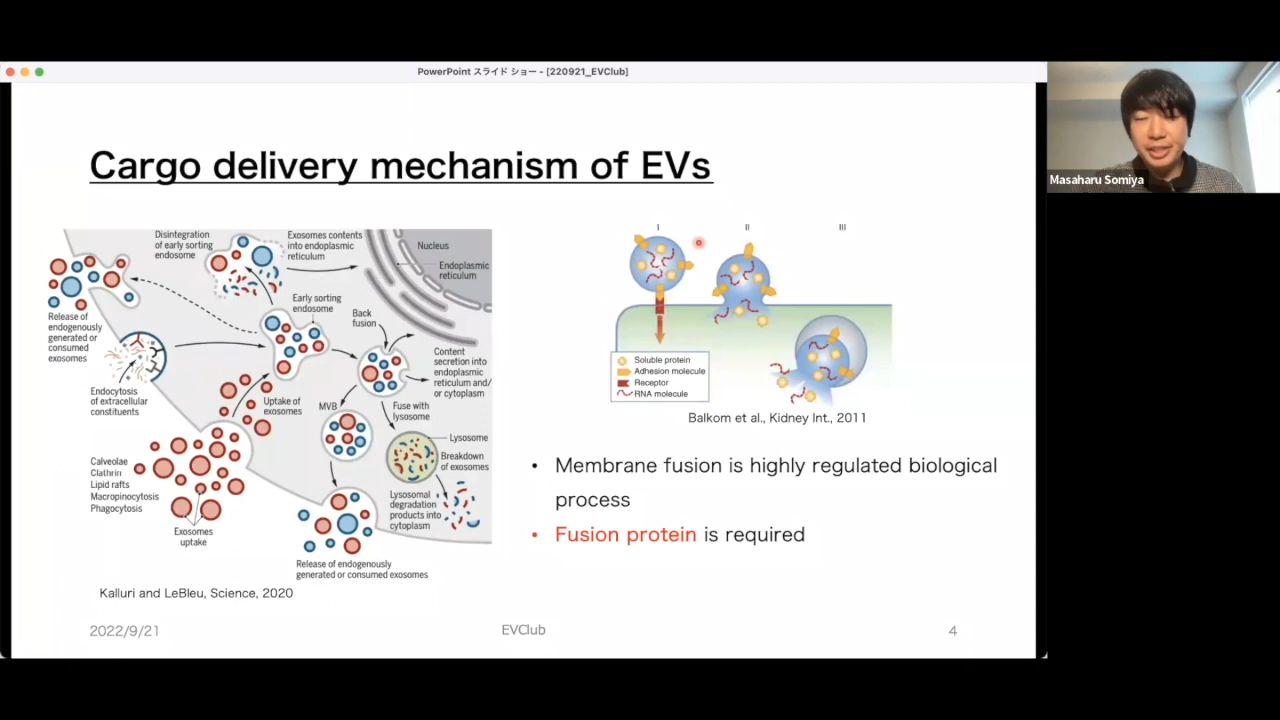 PowerPoint スライド ショー - [220921_EVClub]
Masaharu Somiya
Cargo delivery mechanism of EVs
Disintegration
of early sorting
endosome
Exosomes contents
into endoplasmic
reticulum
Nucleus
Endoplasmic
reticulum
Early sorting
endosome
Back
fusion
Release of
endogenously
generated or
consumed
exosomes
Content
secretion into
endoplasmic
reticulum and/
or cytoplasm
Endocytosis
of extracellular
constituents
Uptake of
exosomes
MVB
Fuse with
lysosome
Lysosome
Breakdown
of exosomes
Calveolae
Clathrin
Lipid rafts
Macropinocytosis
Phagocytosis
Lysosomal
degradation
products into
cytoplasm
Exosomes
uptake
Release of endogenously
generated or consumed exosomes
Kalluri and LeBleu, Science, 2020
I
II
III
Soluble protein
Adhesion molecule
Receptor
RNA molecule
Balkom et al., Kidney Int., 2011
• Membrane fusion is highly regulated biological
process
• Fusion protein is required
2022/9/21
EVClub
4